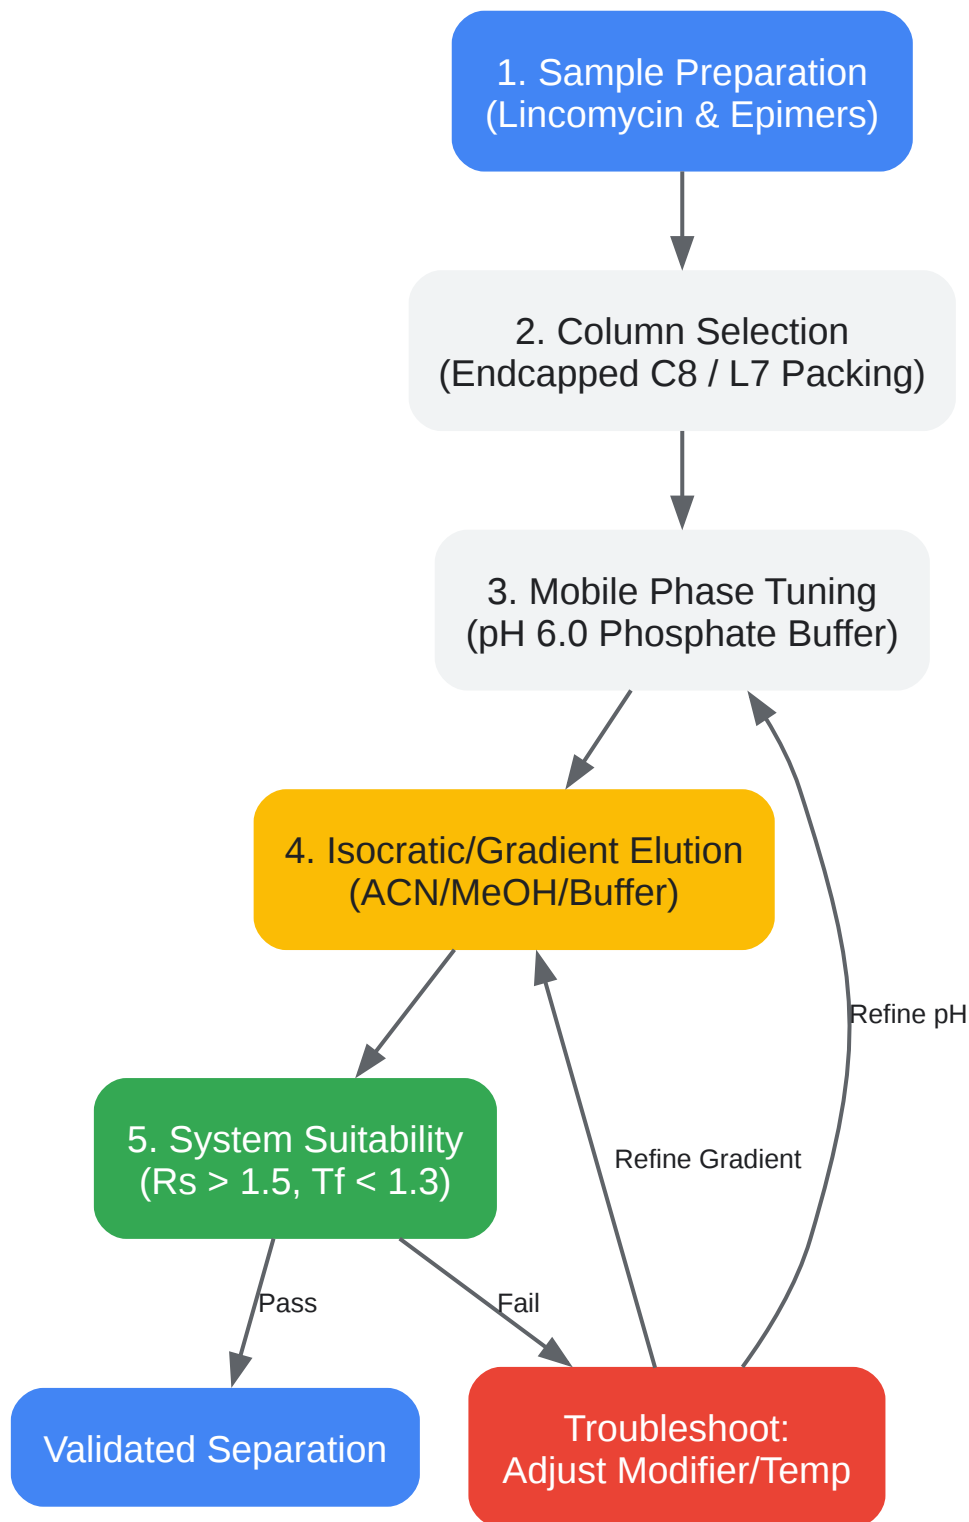 1. Sample Preparation
(Lincomycin & Epimers)
2. Column Selection
(Endcapped C8 / L7 Packing)
3. Mobile Phase Tuning
(pH 6.0 Phosphate Buffer)
4. Isocratic/Gradient Elution
(ACN/MeOH/Buffer)
Refine pH
5. System Suitability
(Rs > 1.5, Tf < 1.3)
Refine Gradient
Pass
Fail
Validated Separation
Troubleshoot:
Adjust Modifier/Temp